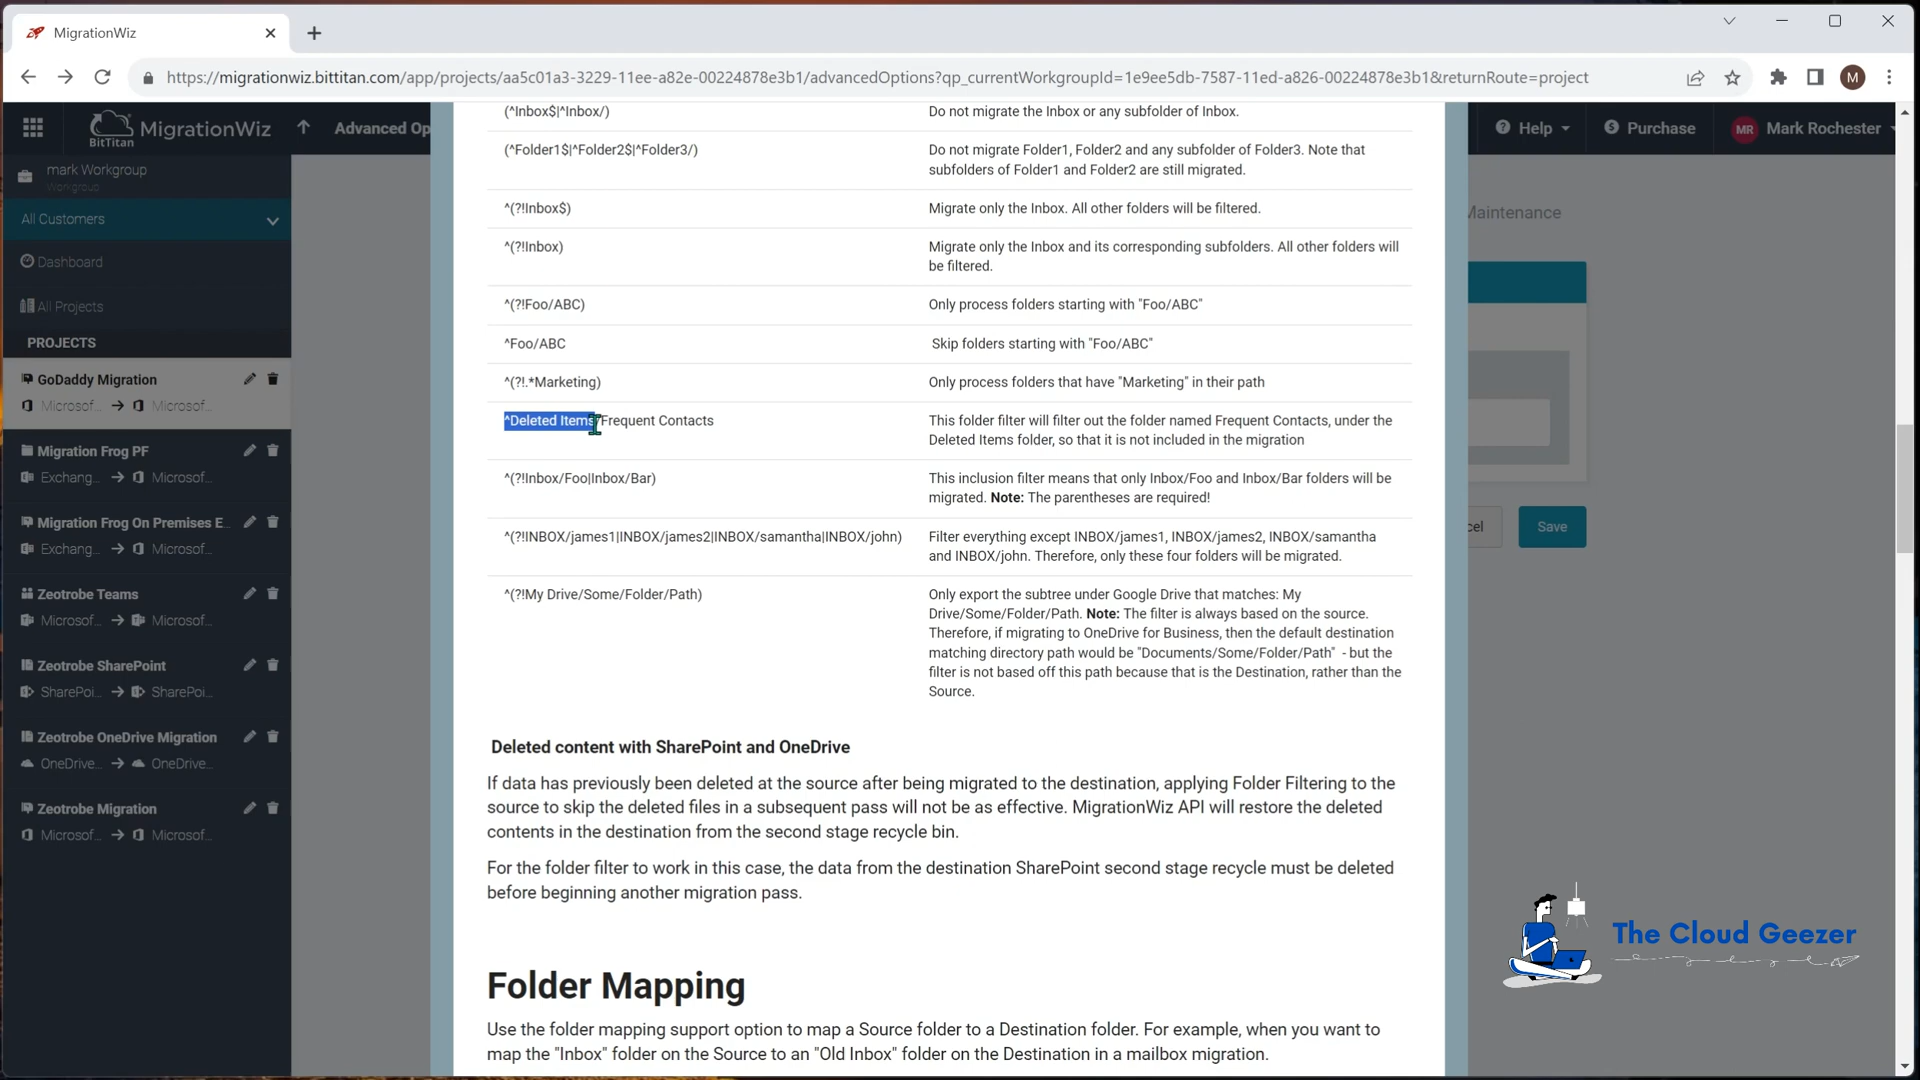 MigrationWiz
https://migrationwiz.bittitan.com/app/projects/aa5c01a3-3229-11ee-a82e-00224878e3b1/advancedOptions?qp_currentWorkgroupId=1e9ee5db-7587-11ed-a826-00224878e3b1&returnRoute=project
M
BitTitan
MigrationWiz
Advanced Op
Help
Purchase
MR
Mark Rochester
mark Workgroup
Workgroup
All Customers
Dashboard
All Projects
PROJECTS
GoDaddy Migration
Microsof... Microsof...
Migration Frog PF
Exchang... Microsof...
Migration Frog On Premises E...
Exchang... Microsof...
Zeotrobe Teams
Microsof... Microsof...
Zeotrobe SharePoint
SharePoi... SharePoi...
Zeotrobe OneDrive Migration
OneDrive... OneDrive...
Zeotrobe Migration
Microsof... Microsof...
(^Inbox$|^Inbox/) Do not migrate the Inbox or any subfolder of Inbox.
(^Folder1$|^Folder2$|^Folder3/) Do not migrate Folder1, Folder2 and any subfolder of Folder3. Note that
subfolders of Folder1 and Folder2 are still migrated.
^(?!Inbox$) Migrate only the Inbox. All other folders will be filtered.
^(?!Inbox) Migrate only the Inbox and its corresponding subfolders. All other folders will
be filtered.
^(?!Foo/ABC) Only process folders starting with "Foo/ABC"
^Foo/ABC Skip folders starting with "Foo/ABC"
^(?!.*Marketing) Only process folders that have "Marketing" in their path
^Deleted Items/Frequent Contacts This folder filter will filter out the folder named Frequent Contacts, under the
Deleted Items folder, so that it is not included in the migration
^(?!Inbox/Foo|Inbox/Bar) This inclusion filter means that only Inbox/Foo and Inbox/Bar folders will be
migrated. Note: The parentheses are required!
^(?!INBOX/james1|INBOX/james2|INBOX/samantha|INBOX/john) Filter everything except INBOX/james1, INBOX/james2, INBOX/samantha
and INBOX/john. Therefore, only these four folders will be migrated.
^(?!My Drive/Some/Folder/Path) Only export the subtree under Google Drive that matches: My
Drive/Some/Folder/Path. Note: The filter is always based on the source.
Therefore, if migrating to OneDrive for Business, then the default destination
matching directory path would be "Documents/Some/Folder/Path" - but the
filter is not based off this path because that is the Destination, rather than the
Source.
Deleted content with SharePoint and OneDrive
If data has previously been deleted at the source after being migrated to the destination, applying Folder Filtering to the
source to skip the deleted files in a subsequent pass will not be as effective. MigrationWiz API will restore the deleted
contents in the destination from the second stage recycle bin.
For the folder filter to work in this case, the data from the destination SharePoint second stage recycle must be deleted
before beginning another migration pass.
Folder Mapping
Use the folder mapping support option to map a Source folder to a Destination folder. For example, when you want to
map the "Inbox" folder on the Source to an "Old Inbox" folder on the Destination in a mailbox migration.
Maintenance
cel
Save
The Cloud Geezer